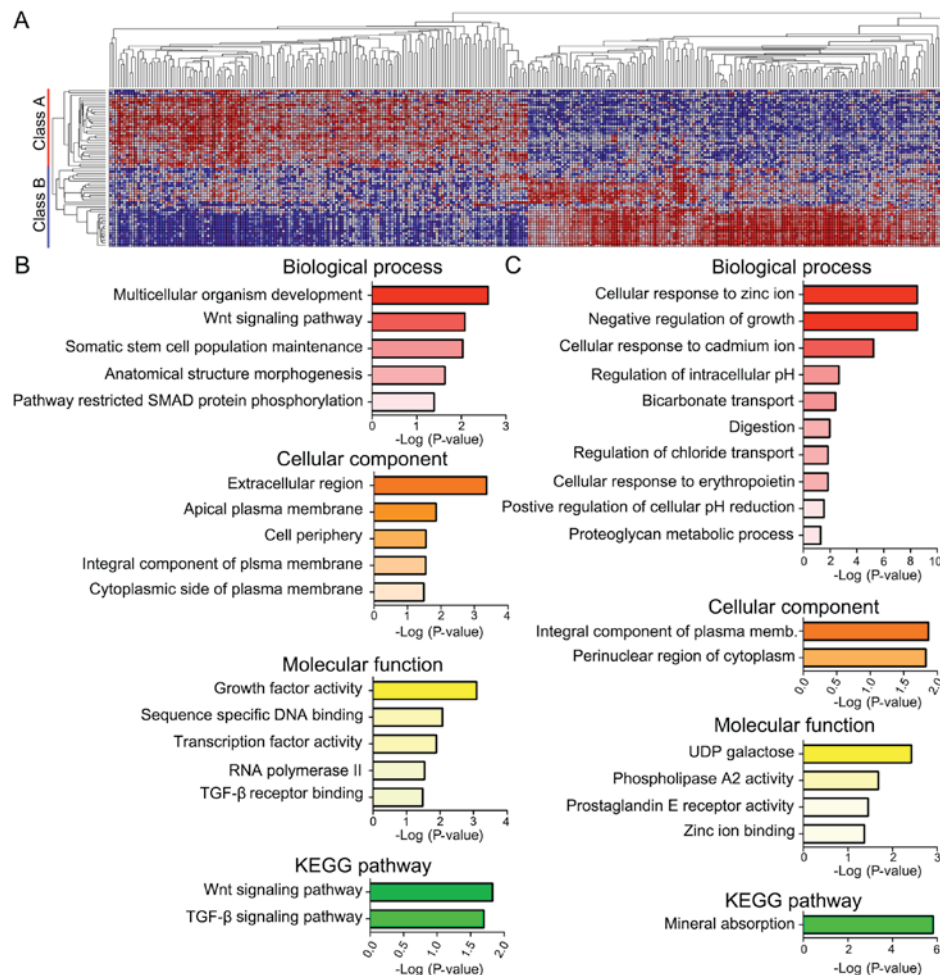 A
Class A
Class B
B
Biological process
Multicellular organism development
Wnt signaling pathway
Somatic stem cell population maintenance
Anatomical structure morphogenesis
Pathway restricted SMAD protein phosphorylation
0 1 2 3
-Log (P-value)
Cellular component
Extracellular region
Apical plasma membrane
Cell periphery
Integral component of plsma membrane
Cytoplasmic side of plasma membrane
0 1 2 3 4
-Log (P-value)
Molecular function
Growth factor activity
Sequence specific DNA binding
Transcription factor activity
RNA polymerase II
TGF-β receptor binding
0 1 2 3 4
-Log (P-value)
KEGG pathway
Wnt signaling pathway
TGF-β signaling pathway
0.0 0.5 1.0 1.5 2.0
-Log (P-value)
C
Biological process
Cellular response to zinc ion
Negative regulation of growth
Cellular response to cadmium ion
Regulation of intracellular pH
Bicarbonate transport
Digestion
Regulation of chloride transport
Cellular response to erythropoietin
Postive regulation of cellular pH reduction
Proteoglycan metabolic process
0 2 4 6 8 10
-Log (P-value)
Cellular component
Integral component of plasma memb.
Perinuclear region of cytoplasm
0.0 0.5 1.0 1.5 2.0
-Log (P-value)
Molecular function
UDP galactose
Phospholipase A2 activity
Prostaglandin E receptor activity
Zinc ion binding
0 1 2 3
-Log (P-value)
KEGG pathway
Mineral absorption
0 2 4 6
-Log (P-value)